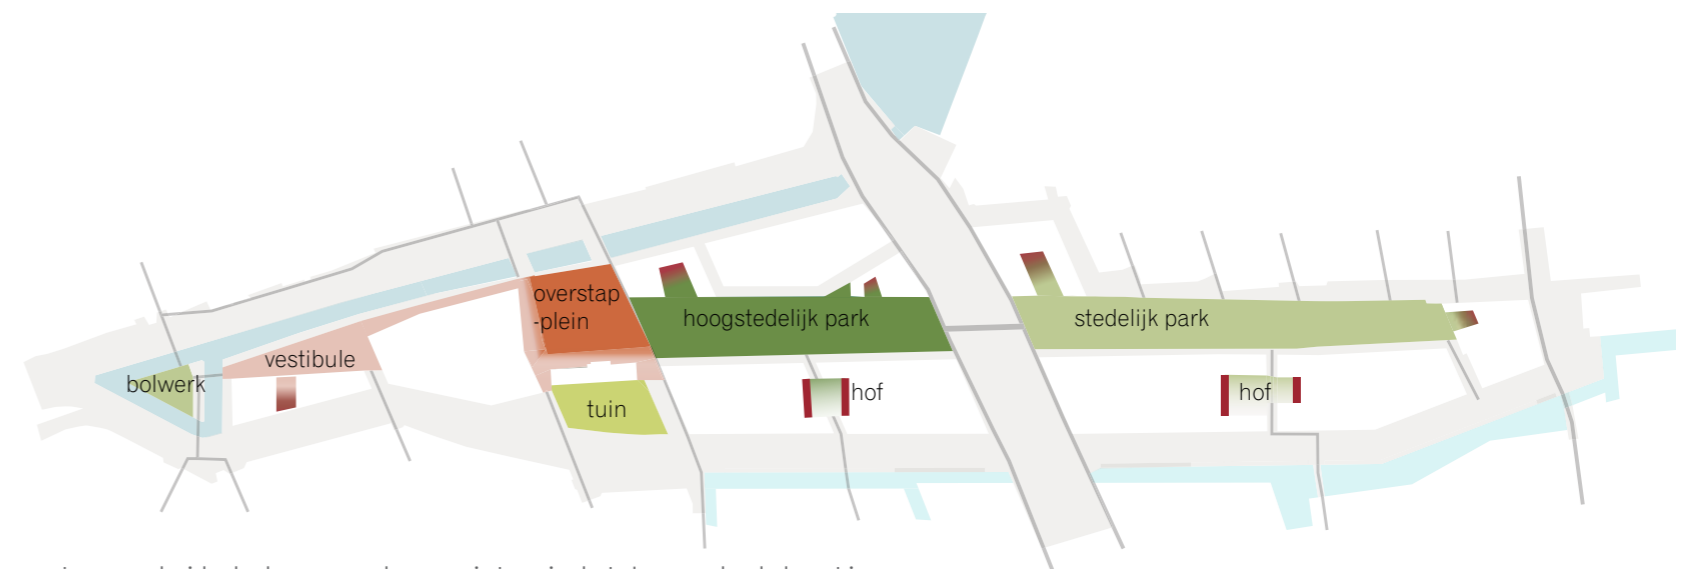 overstap
-plein
hoogstedelijk park
stedelijk park
vestibule
bolwerk
tuin
hof
hof